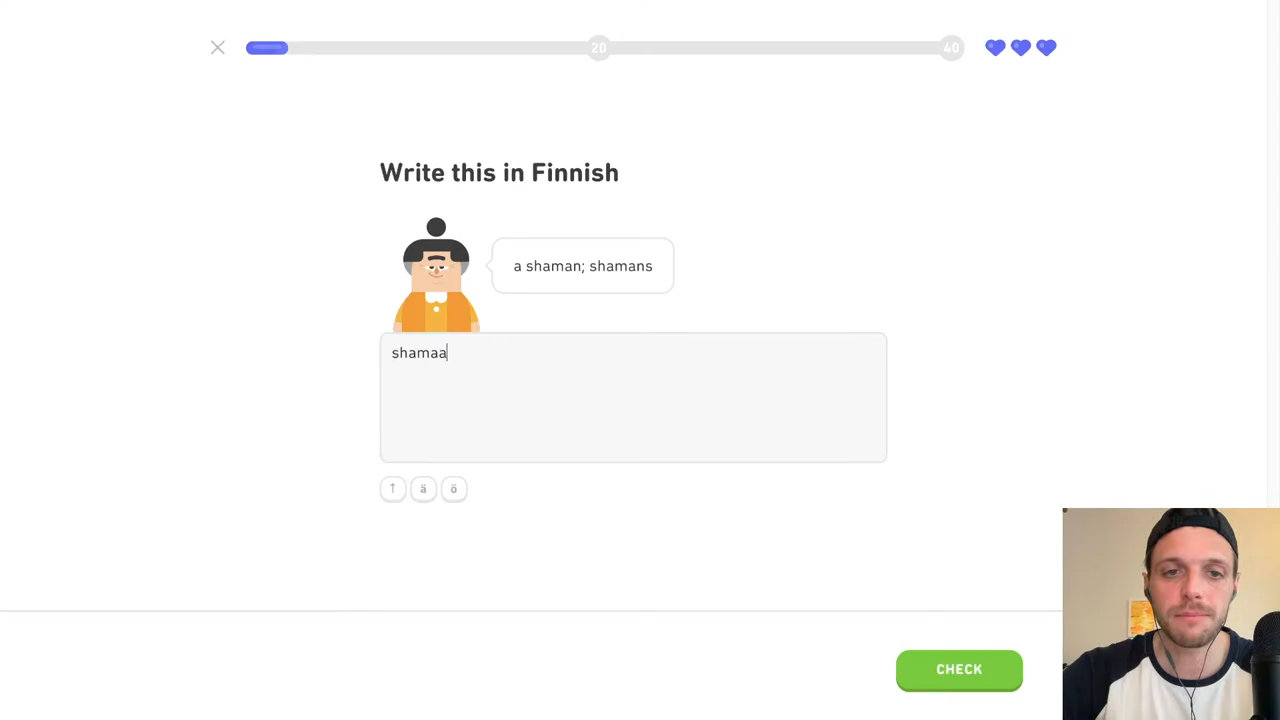 20
40
Write this in Finnish
a shaman; shamans
shamaa
↑ ä ö
CHECK